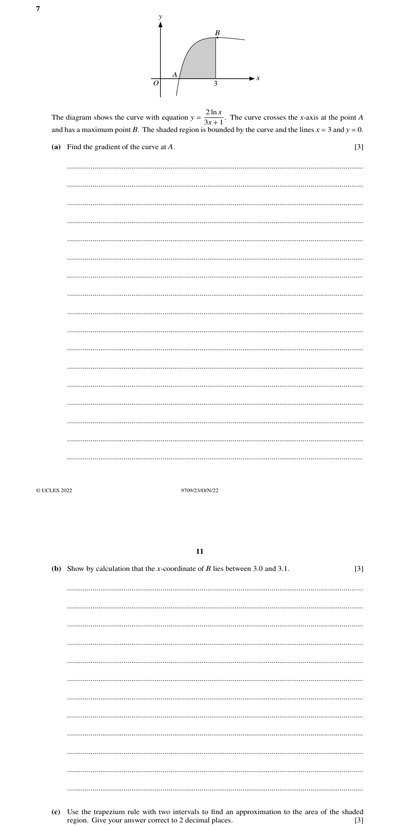 7
y
B
A
O
3
x
The diagram shows the curve with equation y = 2 ln x / 3x + 1 . The curve crosses the x-axis at the point A
and has a maximum point B. The shaded region is bounded by the curve and the lines x = 3 and y = 0.
(a) Find the gradient of the curve at A. [3]
© UCLES 2022 9709/23/O/N/22
11
(b) Show by calculation that the x-coordinate of B lies between 3.0 and 3.1. [3]
(c) Use the trapezium rule with two intervals to find an approximation to the area of the shaded
region. Give your answer correct to 2 decimal places. [3]